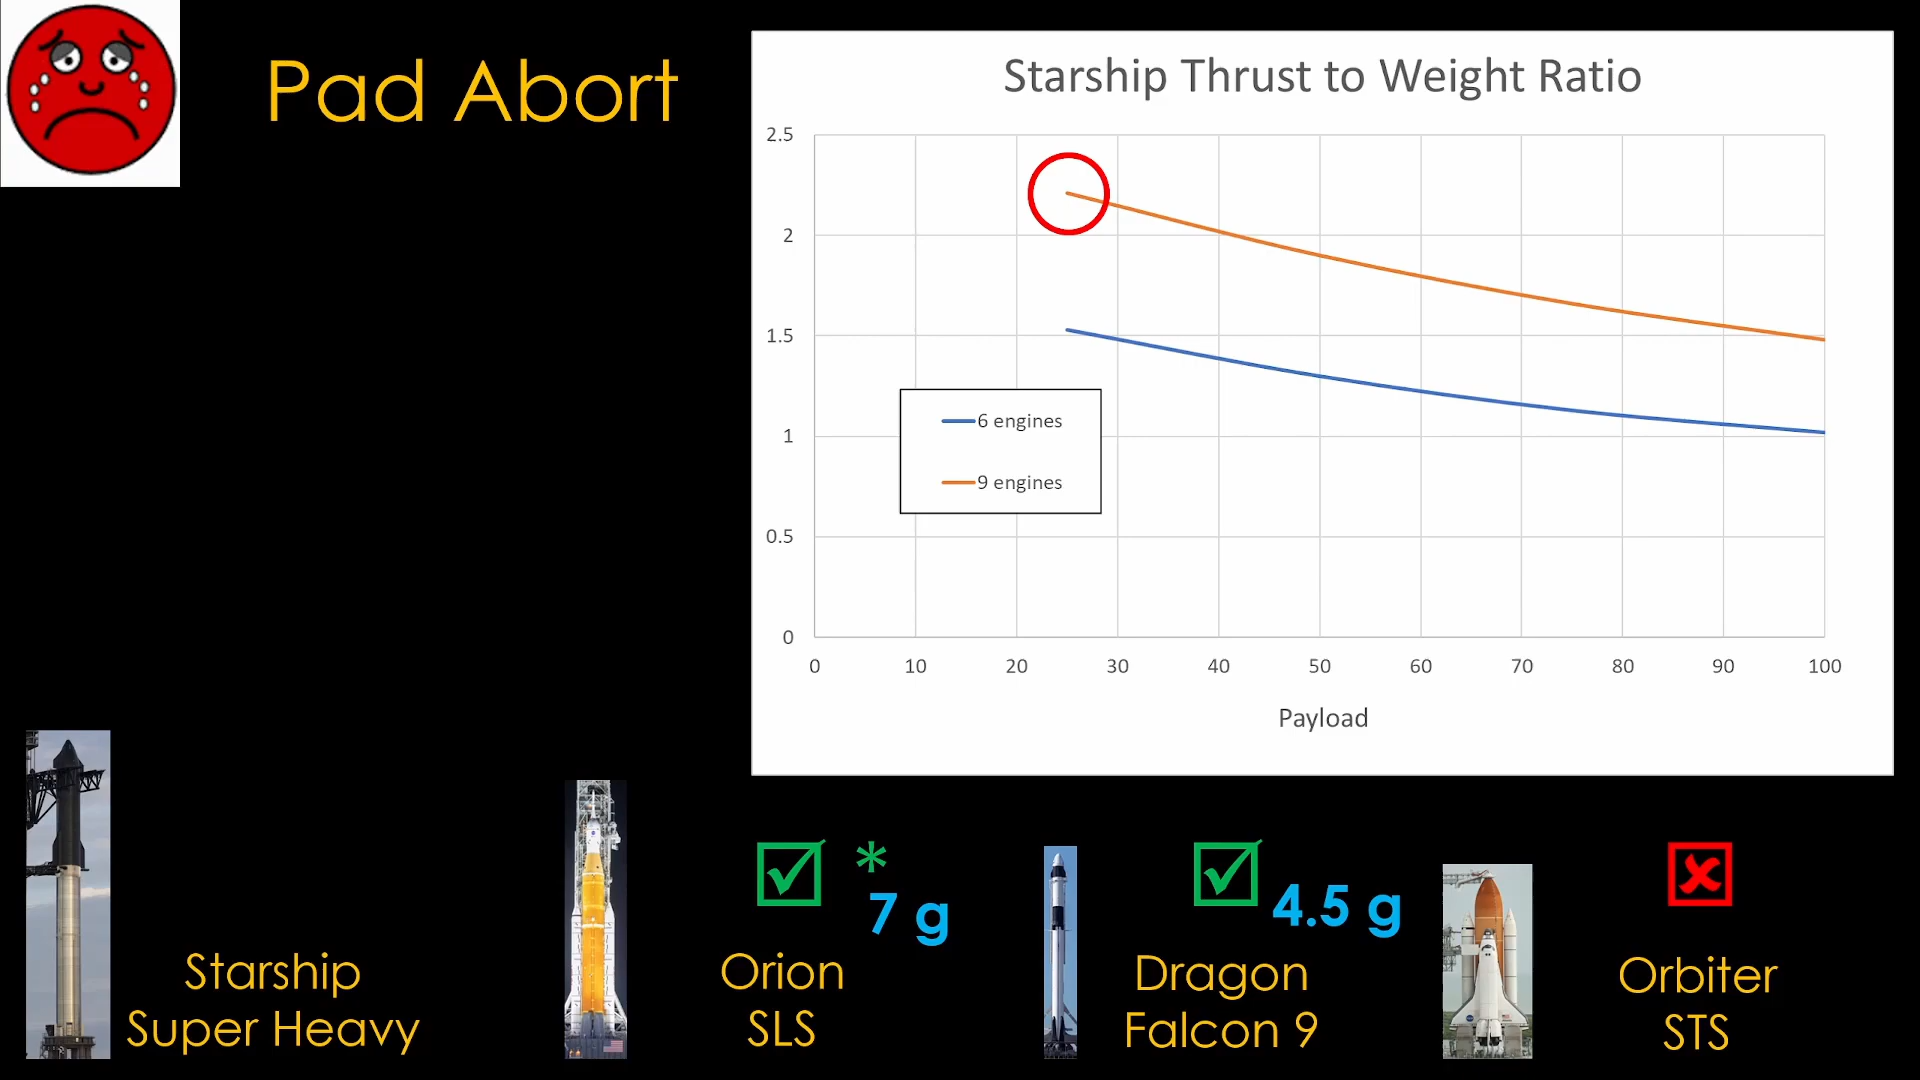 Pad Abort
Starship Thrust to Weight Ratio
2.5
2
1.5
1
0.5
0
6 engines
9 engines
0 10 20 30 40 50 60 70 80 90 100
Payload
Starship
Super Heavy
*
7 g
Orion
SLS
4.5 g
Dragon
Falcon 9
Orbiter
STS